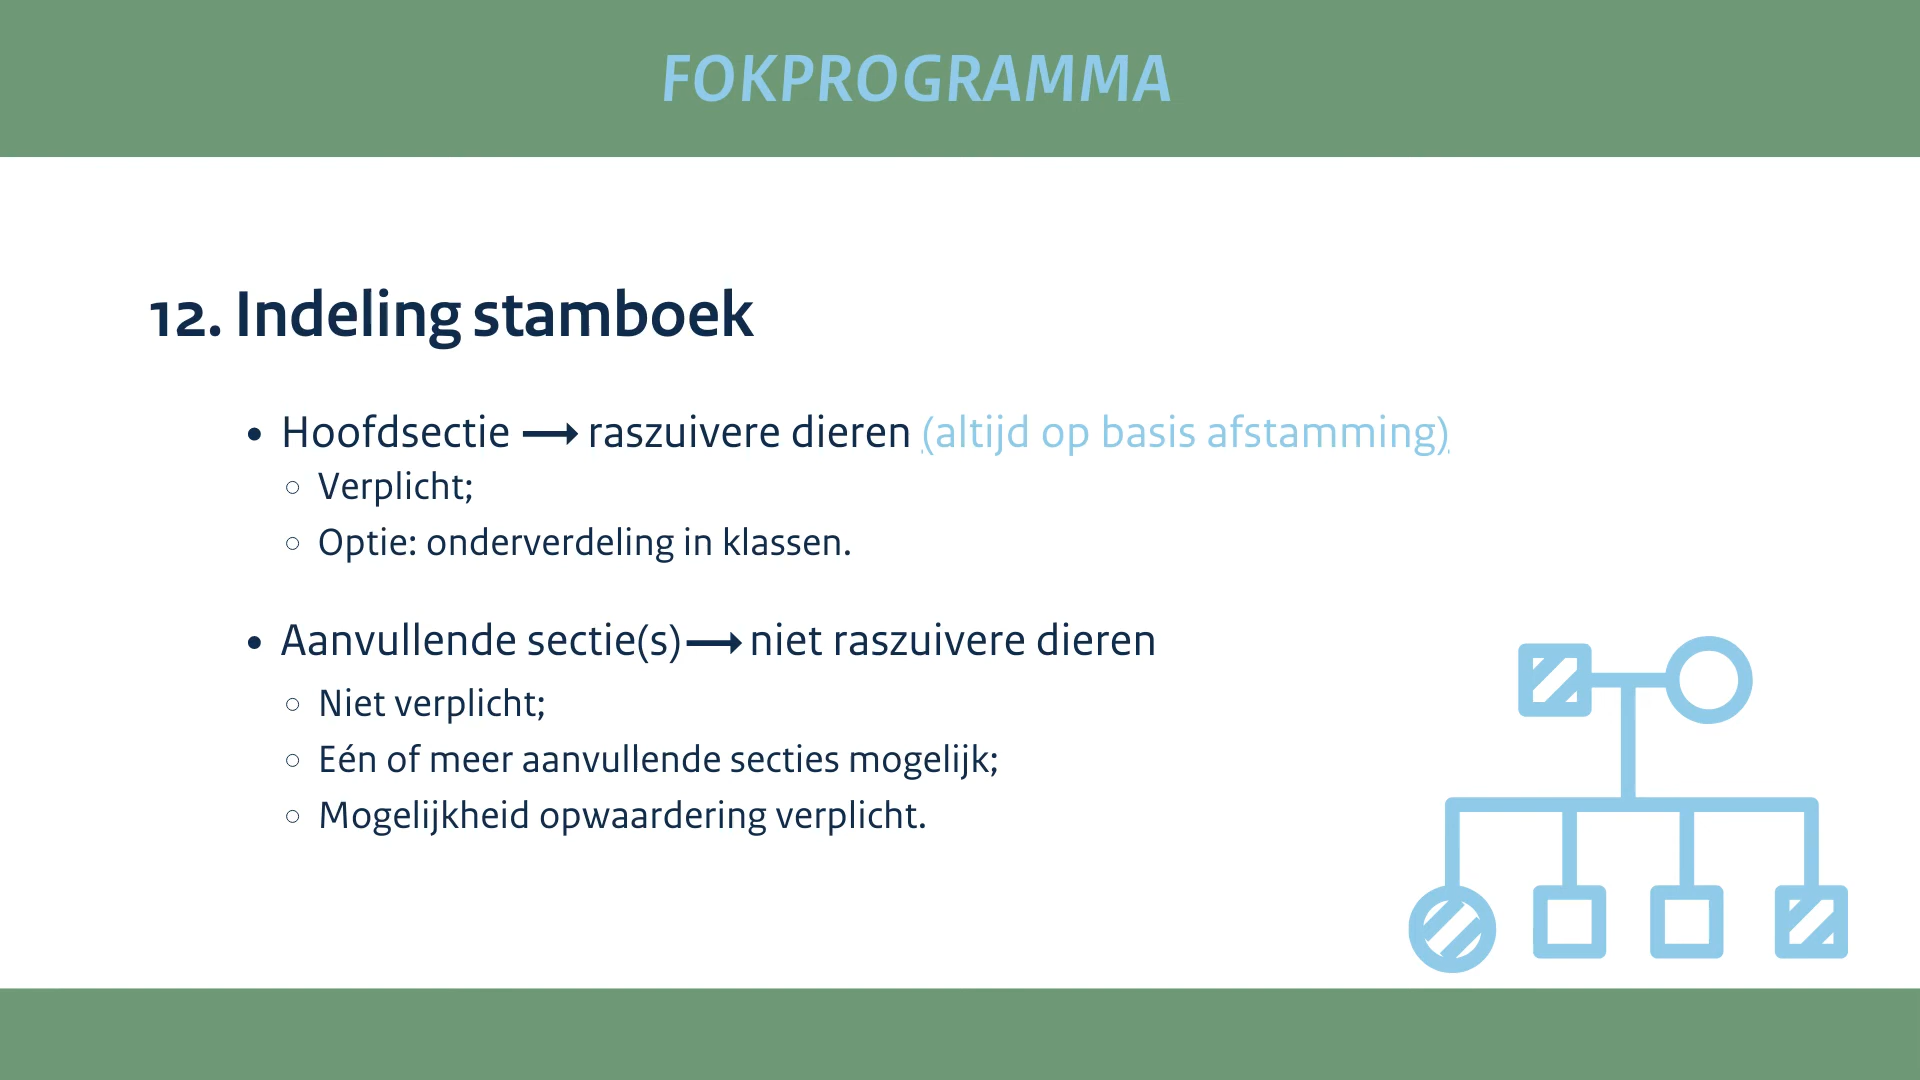 FOKPROGRAMMA
12. Indeling stamboek
• Hoofdsectie ⟶ raszuivere dieren (altijd op basis afstamming)
○ Verplicht;
○ Optie: onderverdeling in klassen.
• Aanvullende sectie(s) ⟶ niet raszuivere dieren
○ Niet verplicht;
○ Eén of meer aanvullende secties mogelijk;
○ Mogelijkheid opwaardering verplicht.